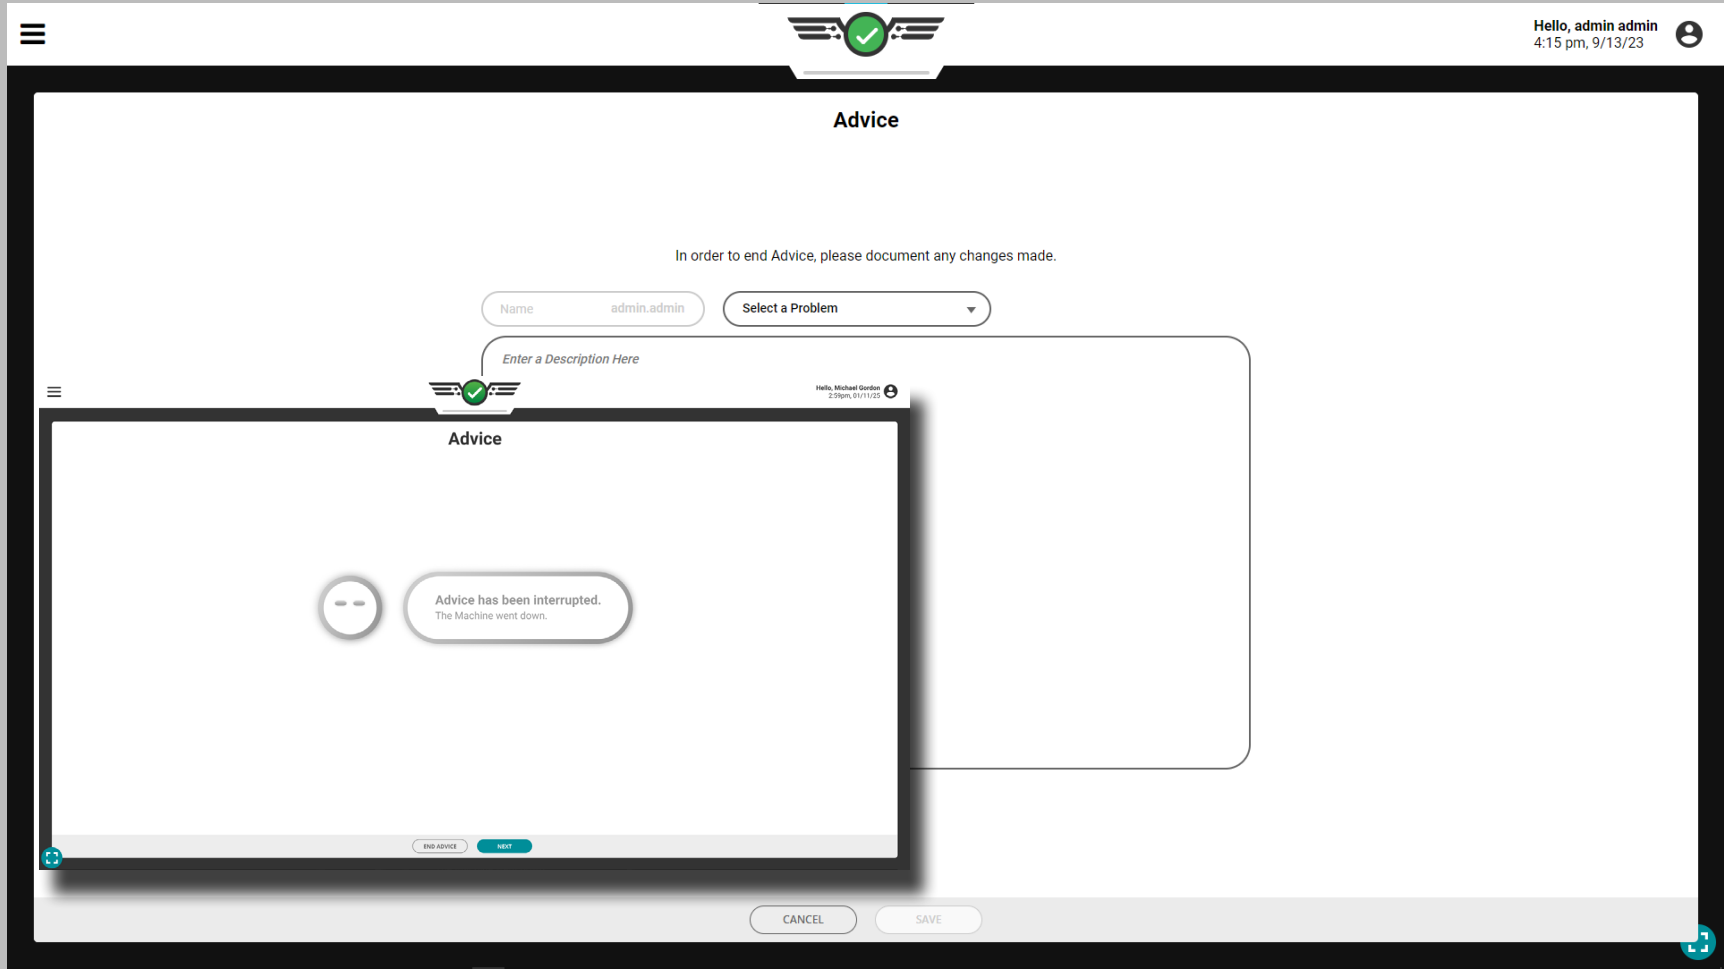 Hello, admin admin
4:15 pm, 9/13/23
Advice
In order to end Advice, please document any changes made.
Name admin.admin
Select a Problem
Enter a Description Here
Hello, Michael Gordon
2:59pm, 01/11/25
Advice
Advice has been interrupted.
The Machine went down.
END ADVICE NEXT
CANCEL SAVE